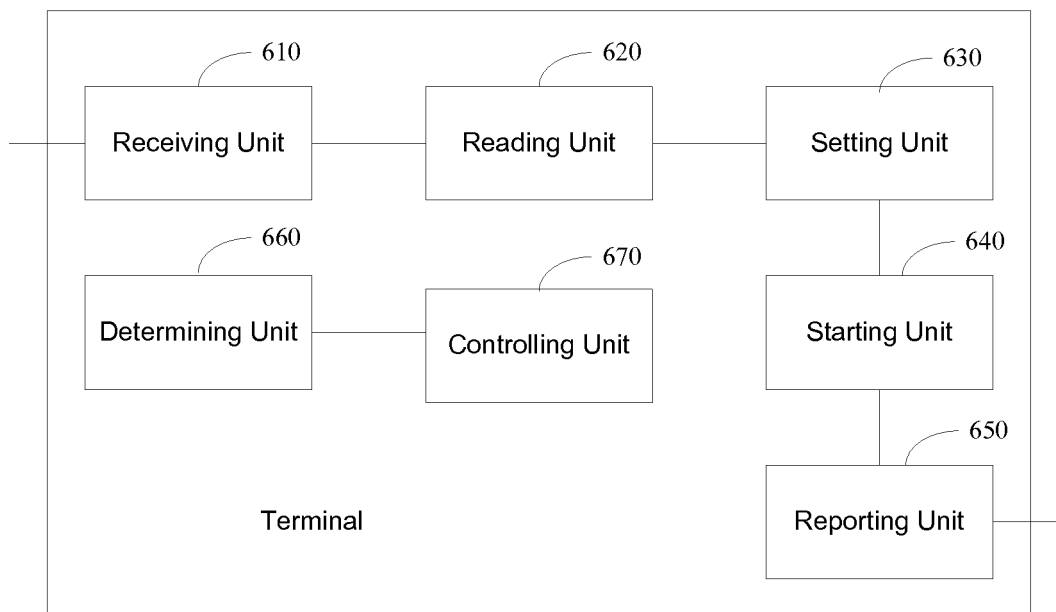 610
620
630
Receiving Unit
Reading Unit
Setting Unit
660
670
640
Determining Unit
Controlling Unit
Starting Unit
650
Terminal
Reporting Unit